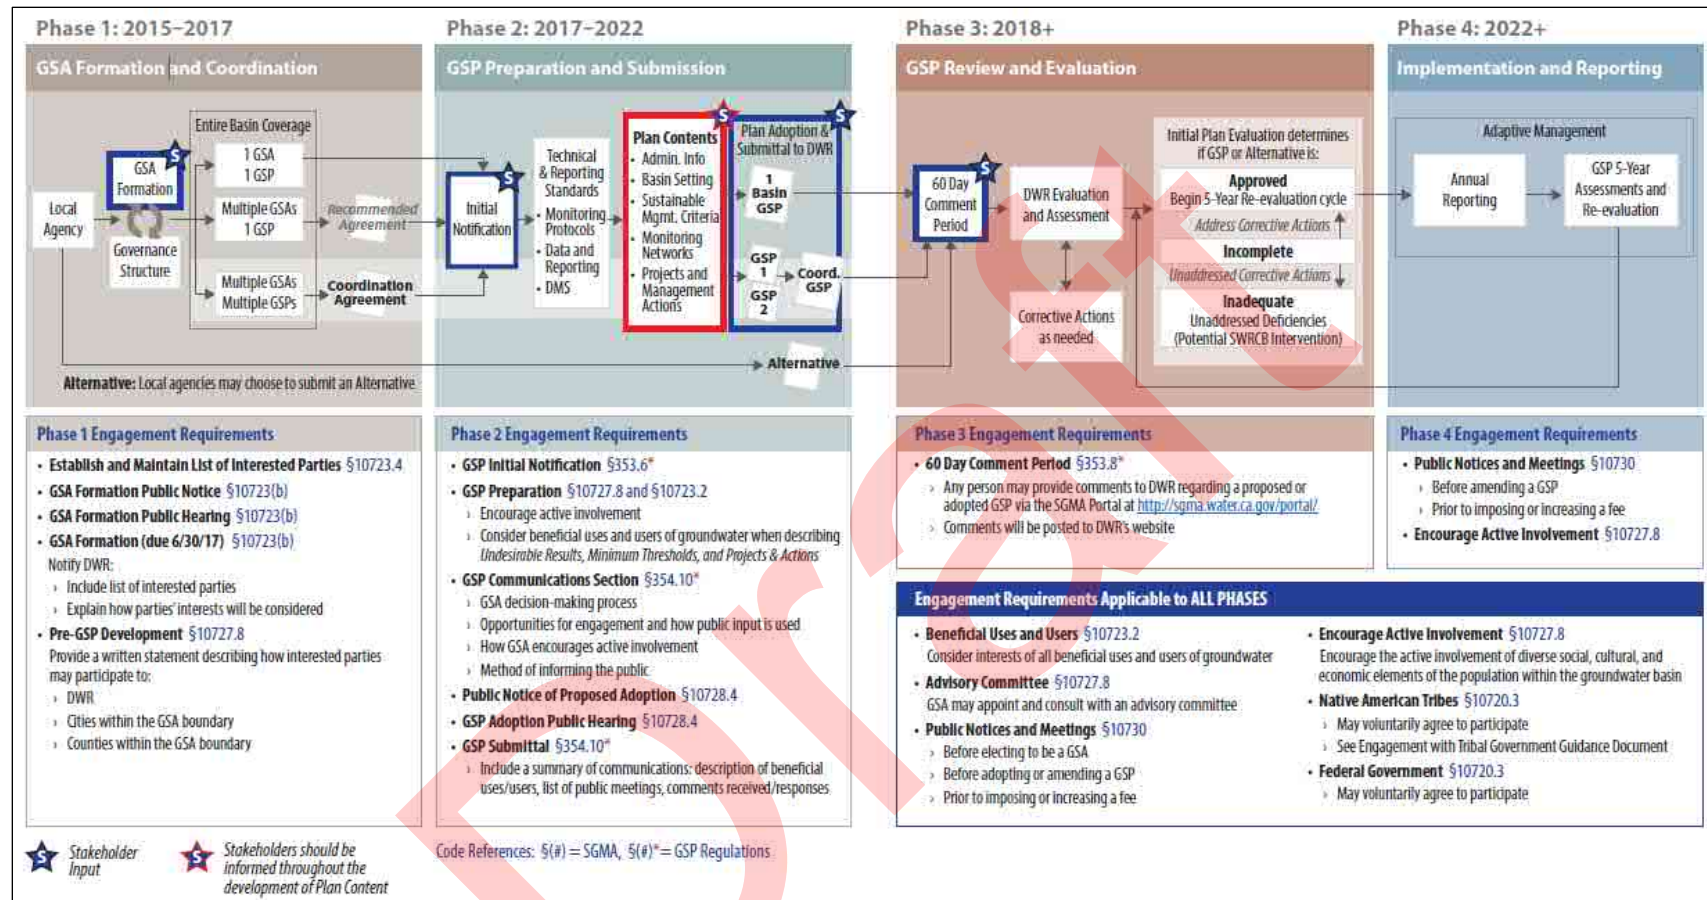 Phase 1: 2015–2017
GSA Formation and Coordination
Local
Agency
GSA
Formation
S
Governance
Structure
Entire Basin Coverage
1 GSA
1 GSP
Multiple GSAs
1 GSP
Multiple GSAs
Multiple GSPs
Recommended
Agreement
Coordination
Agreement
Alternative: Local agencies may choose to submit an Alternative
Phase 2: 2017–2022
GSP Preparation and Submission
S
Initial
Notification
Technical
& Reporting
Standards
• Monitoring
Protocols
• Data and
Reporting
• DMS
S
Plan Contents
• Admin. Info
• Basin Setting
• Sustainable
Mgmt. Criteria
• Monitoring
Networks
• Projects and
Management
Actions
S
Plan Adoption &
Submittal to DWR
1
Basin
GSP
GSP
1
GSP
2
Coord.
GSP
Alternative
Phase 3: 2018+
GSP Review and Evaluation
S
60 Day
Comment
Period
DWR Evaluation
and Assessment
Corrective Actions
as needed
Initial Plan Evaluation determines
if GSP or Alternative is:
Approved
Begin 5-Year Re-evaluation cycle
Address Corrective Actions
Incomplete
Unaddressed Corrective Actions
Inadequate
Unaddressed Deficiencies
(Potential SWRCB Intervention)
Phase 4: 2022+
Implementation and Reporting
Adaptive Management
Annual
Reporting
GSP 5-Year
Assessments and
Re-evaluation
Phase 1 Engagement Requirements
• Establish and Maintain List of Interested Parties §10723.4
• GSA Formation Public Notice §10723(b)
• GSA Formation Public Hearing §10723(b)
• GSA Formation (due 6/30/17) §10723(b)
Notify DWR:
› Include list of interested parties
› Explain how parties' interests will be considered
• Pre-GSP Development §10727.8
Provide a written statement describing how interested parties
may participate to:
› DWR
› Cities within the GSA boundary
› Counties within the GSA boundary
Phase 2 Engagement Requirements
• GSP Initial Notification §353.6*
• GSP Preparation §10727.8 and §10723.2
› Encourage active involvement
› Consider beneficial uses and users of groundwater when describing
Undesirable Results, Minimum Thresholds, and Projects & Actions
• GSP Communications Section §354.10*
› GSA decision-making process
› Opportunities for engagement and how public input is used
› How GSA encourages active involvement
› Method of informing the public
• Public Notice of Proposed Adoption §10728.4
• GSP Adoption Public Hearing §10728.4
• GSP Submittal §354.10*
› Include a summary of communications: description of beneficial
uses/users, list of public meetings, comments received/responses
Phase 3 Engagement Requirements
• 60 Day Comment Period §353.8*
› Any person may provide comments to DWR regarding a proposed or
adopted GSP via the SGMA Portal at http://sgma.water.ca.gov/portal/
› Comments will be posted to DWR's website
Phase 4 Engagement Requirements
• Public Notices and Meetings §10730
› Before amending a GSP
› Prior to imposing or increasing a fee
• Encourage Active Involvement §10727.8
Engagement Requirements Applicable to ALL PHASES
• Beneficial Uses and Users §10723.2
Consider interests of all beneficial uses and users of groundwater
• Advisory Committee §10727.8
GSA may appoint and consult with an advisory committee
• Public Notices and Meetings §10730
› Before electing to be a GSA
› Before adopting or amending a GSP
› Prior to imposing or increasing a fee
• Encourage Active Involvement §10727.8
Encourage the active involvement of diverse social, cultural, and
economic elements of the population within the groundwater basin
• Native American Tribes §10720.3
› May voluntarily agree to participate
› See Engagement with Tribal Government Guidance Document
• Federal Government §10720.3
› May voluntarily agree to participate
S Stakeholder
Input
S Stakeholders should be
informed throughout the
development of Plan Content
Code References: §(#) = SGMA, §(#)*= GSP Regulations
Draft